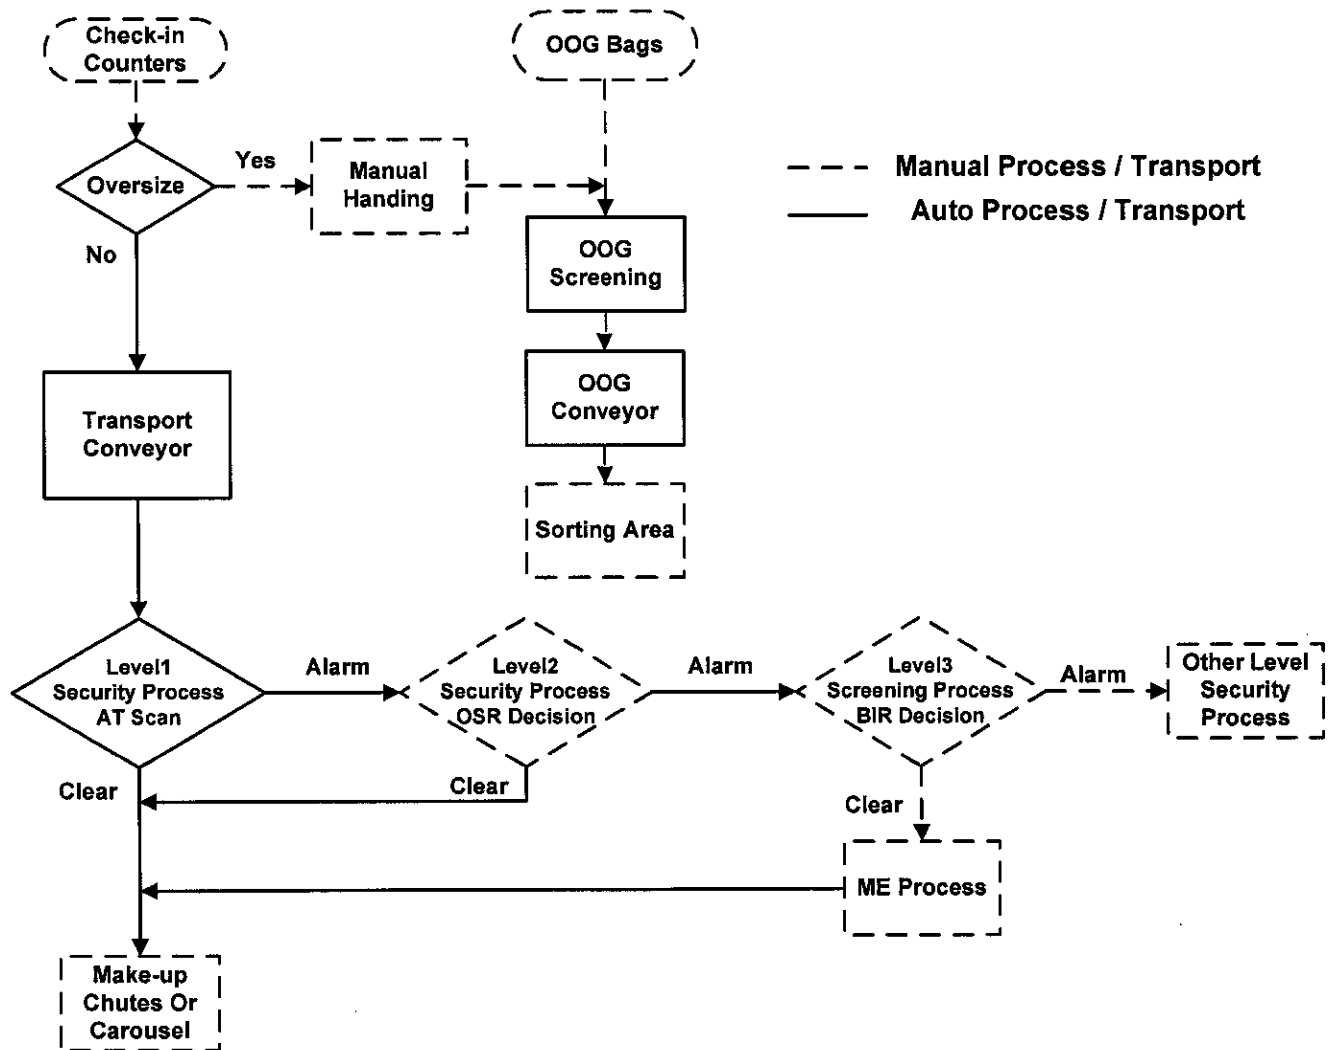 Check-in
Counters
OOG Bags
Oversize
Yes
Manual
Handing
No
OOG
Screening
Manual Process / Transport
Auto Process / Transport
OOG
Conveyor
Transport
Conveyor
Sorting Area
Level1
Security Process
AT Scan
Alarm
Level2
Security Process
OSR Decision
Alarm
Level3
Screening Process
BIR Decision
Alarm
Other Level
Security
Process
Clear
Clear
Clear
ME Process
Make-up
Chutes Or
Carousel